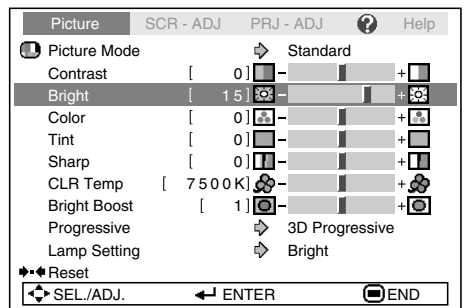 Picture SCR - ADJ PRJ - ADJ ? Help
Picture Mode Standard
Contrast [ 0] - +
Bright [ 15] - +
Color [ 0] - +
Tint [ 0] - +
Sharp [ 0] - +
CLR Temp [ 7500K] - +
Bright Boost [ 1] - +
Progressive 3D Progressive
Lamp Setting Bright
Reset
SEL./ADJ. ENTER END